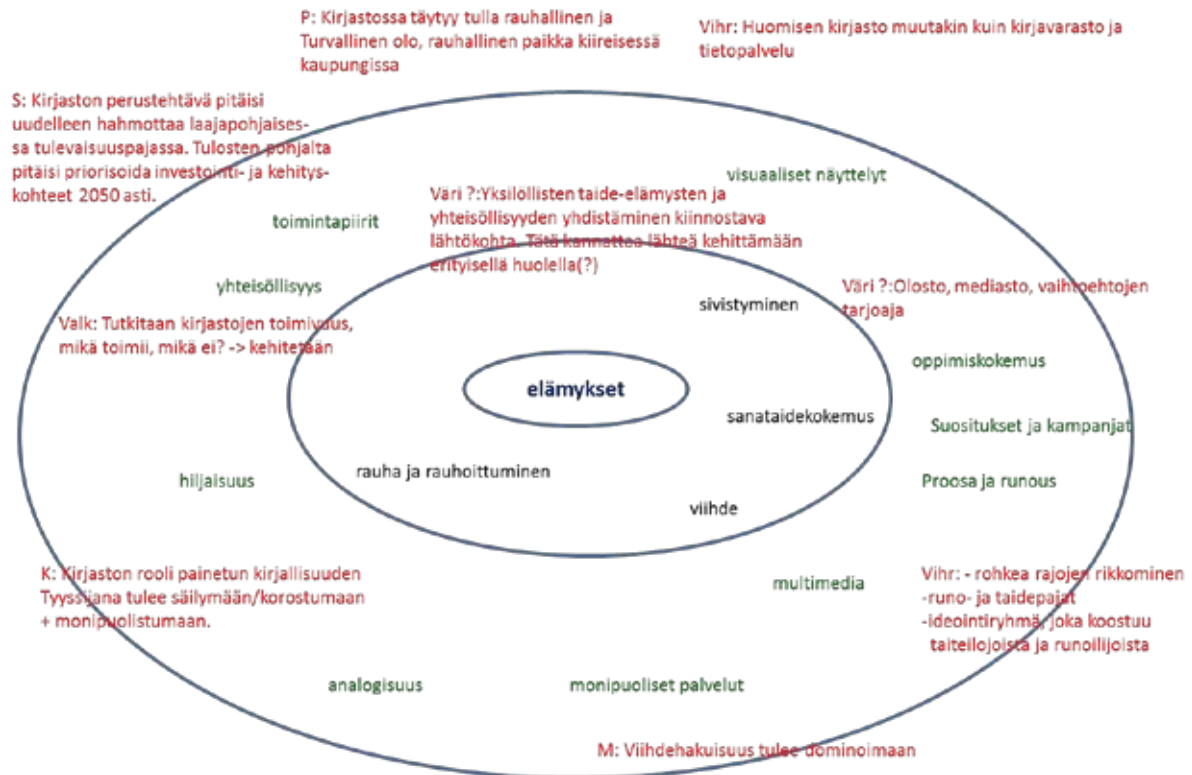 P: Kirjastossa täytyy tulla rauhallinen ja
Turvallinen olo, rauhallinen paikka kiireisessä
kaupungissa
Vihr: Huomisen kirjasto muutakin kuin kirjavarasto ja
tietopalvelu
S: Kirjaston perustehtävä pitäisi
uudelleen hahmottaa laajapohjaises-
sa tulevaisuuspajassa. Tulosten pohjalta
pitäisi priorisoida investointi- ja kehitys-
kohteet 2050 asti.
visuaaliset näyttelyt
toimintapiirit
Väri ?:Yksilöllisten taide-elämysten ja
yhteisöllisyyden yhdistäminen kiinnostava
lähtökohta. Tätä kannattaa lähteä kehittämään
erityisellä huolella(?)
yhteisöllisyys
sivistyminen
Väri ?:Olosto, mediasto, vaihtoehtojen
tarjoaja
Valk: Tutkitaan kirjastojen toimivuus,
mikä toimii, mikä ei? -> kehitetään
oppimiskokemus
elämykset
sanataidekokemus
Suositukset ja kampanjat
rauha ja rauhoittuminen
hiljaisuus
Proosa ja runous
viihde
K: Kirjaston rooli painetun kirjallisuuden
Tyyssijana tulee säilymään/korostumaan
+ monipuolistumaan.
multimedia
Vihr: - rohkea rajojen rikkominen
-runo- ja taidepajat
-ideointiryhmä, joka koostuu
taiteilojoista ja runoilijoista
analogisuus
monipuoliset palvelut
M: Viihdehakuisuus tulee dominoimaan